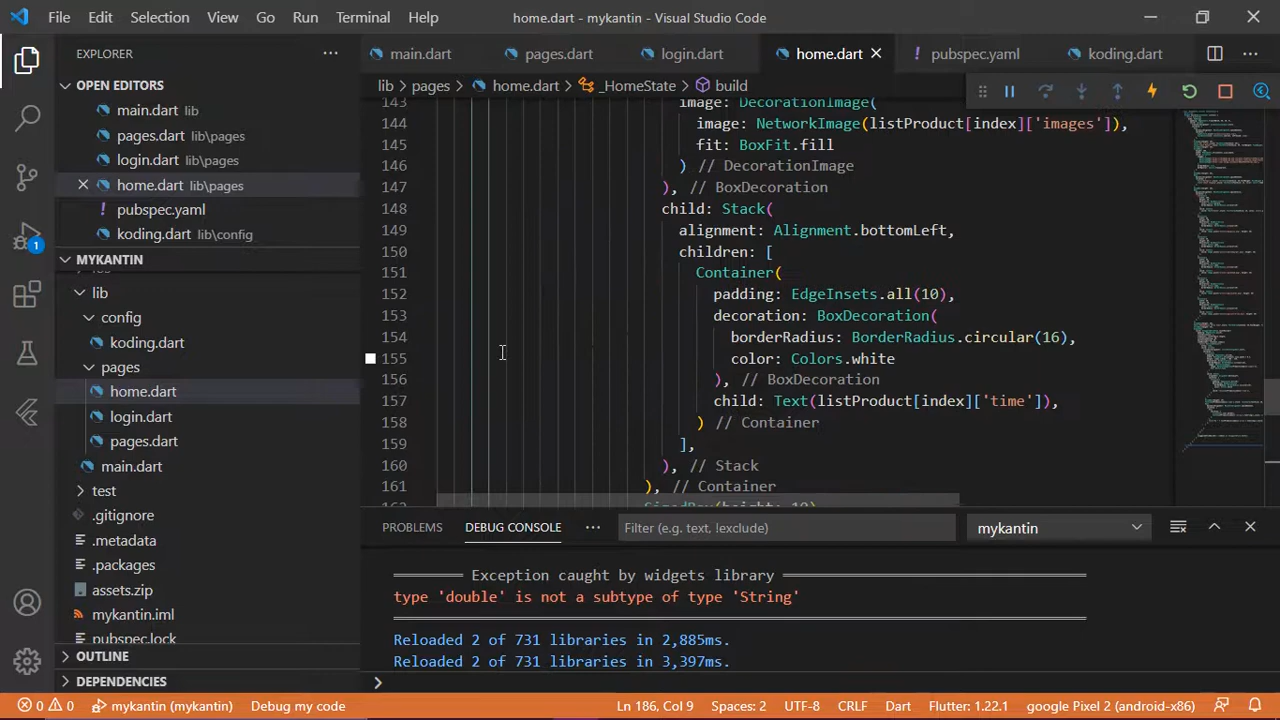 File Edit Selection View Go Run Terminal Help home.dart - mykantin - Visual Studio Code
EXPLORER
OPEN EDITORS
main.dart lib
pages.dart lib\pages
login.dart lib\pages
home.dart lib\pages
! pubspec.yaml
koding.dart lib\config
MYKANTIN
lib
config
koding.dart
pages
home.dart
login.dart
pages.dart
main.dart
test
.gitignore
.metadata
.packages
assets.zip
mykantin.iml
pubspec.lock
OUTLINE
DEPENDENCIES
1
main.dart pages.dart login.dart home.dart ! pubspec.yaml koding.dart
lib > pages > home.dart > _HomeState > build
143 image: DecorationImage(
144 image: NetworkImage(listProduct[index]['images']),
145 fit: BoxFit.fill
146 ) // DecorationImage
147 ), // BoxDecoration
148 child: Stack(
149 alignment: Alignment.bottomLeft,
150 children: [
151 Container(
152 padding: EdgeInsets.all(10),
153 decoration: BoxDecoration(
154 borderRadius: BorderRadius.circular(16),
155 color: Colors.white
156 ), // BoxDecoration
157 child: Text(listProduct[index]['time']),
158 ) // Container
159 ],
160 ), // Stack
161 ), // Container
162 SizedBox(height: 10)
PROBLEMS DEBUG CONSOLE Filter (e.g. text, !exclude) mykantin
Exception caught by widgets library
type 'double' is not a subtype of type 'String'
Reloaded 2 of 731 libraries in 2,885ms.
Reloaded 2 of 731 libraries in 3,397ms.
>
0 0 mykantin (mykantin) Debug my code Ln 186, Col 9 Spaces: 2 UTF-8 CRLF Dart Flutter: 1.22.1 google Pixel 2 (android-x86)